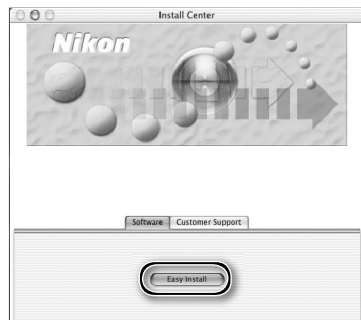 Install Center
Nikon
Software
Customer Support
Easy Install